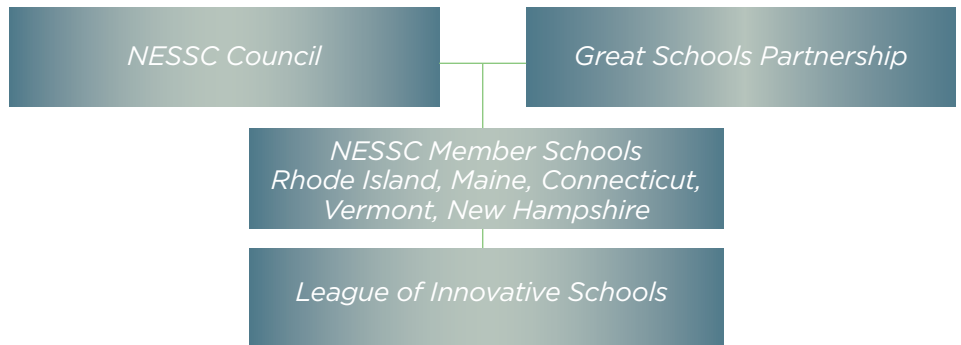 NESSC Council
Great Schools Partnership
NESSC Member Schools
Rhode Island, Maine, Connecticut,
Vermont, New Hampshire
League of Innovative Schools